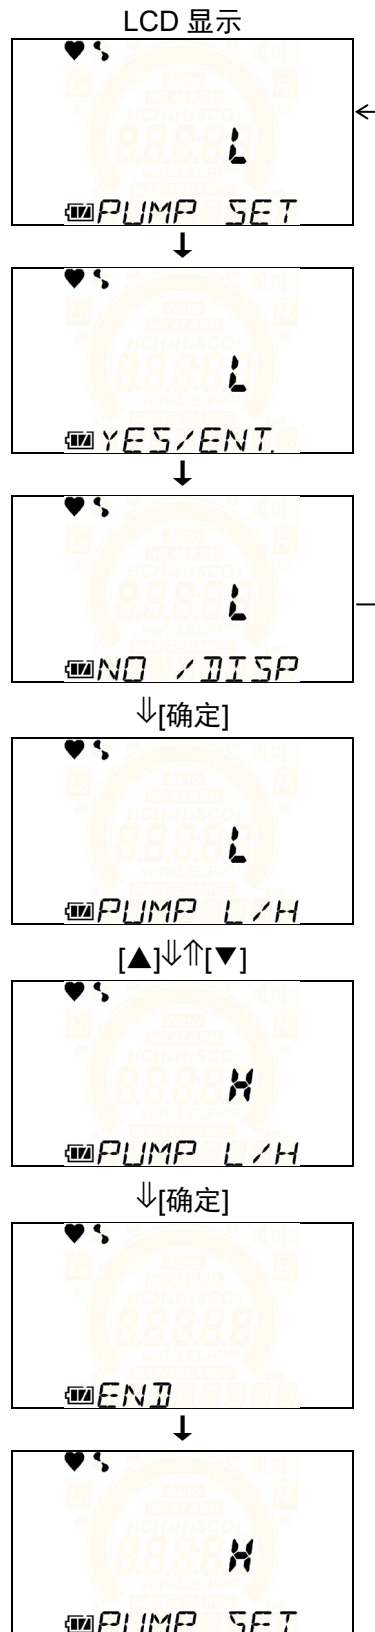 LCD 显示
L
PUMP SET
L
YES/ENT.
L
NO /DISP
⇓[确定]
L
PUMP L/H
[▲]⇓⇑[▼]
H
PUMP L/H
⇓[确定]
END
H
PUMP SET